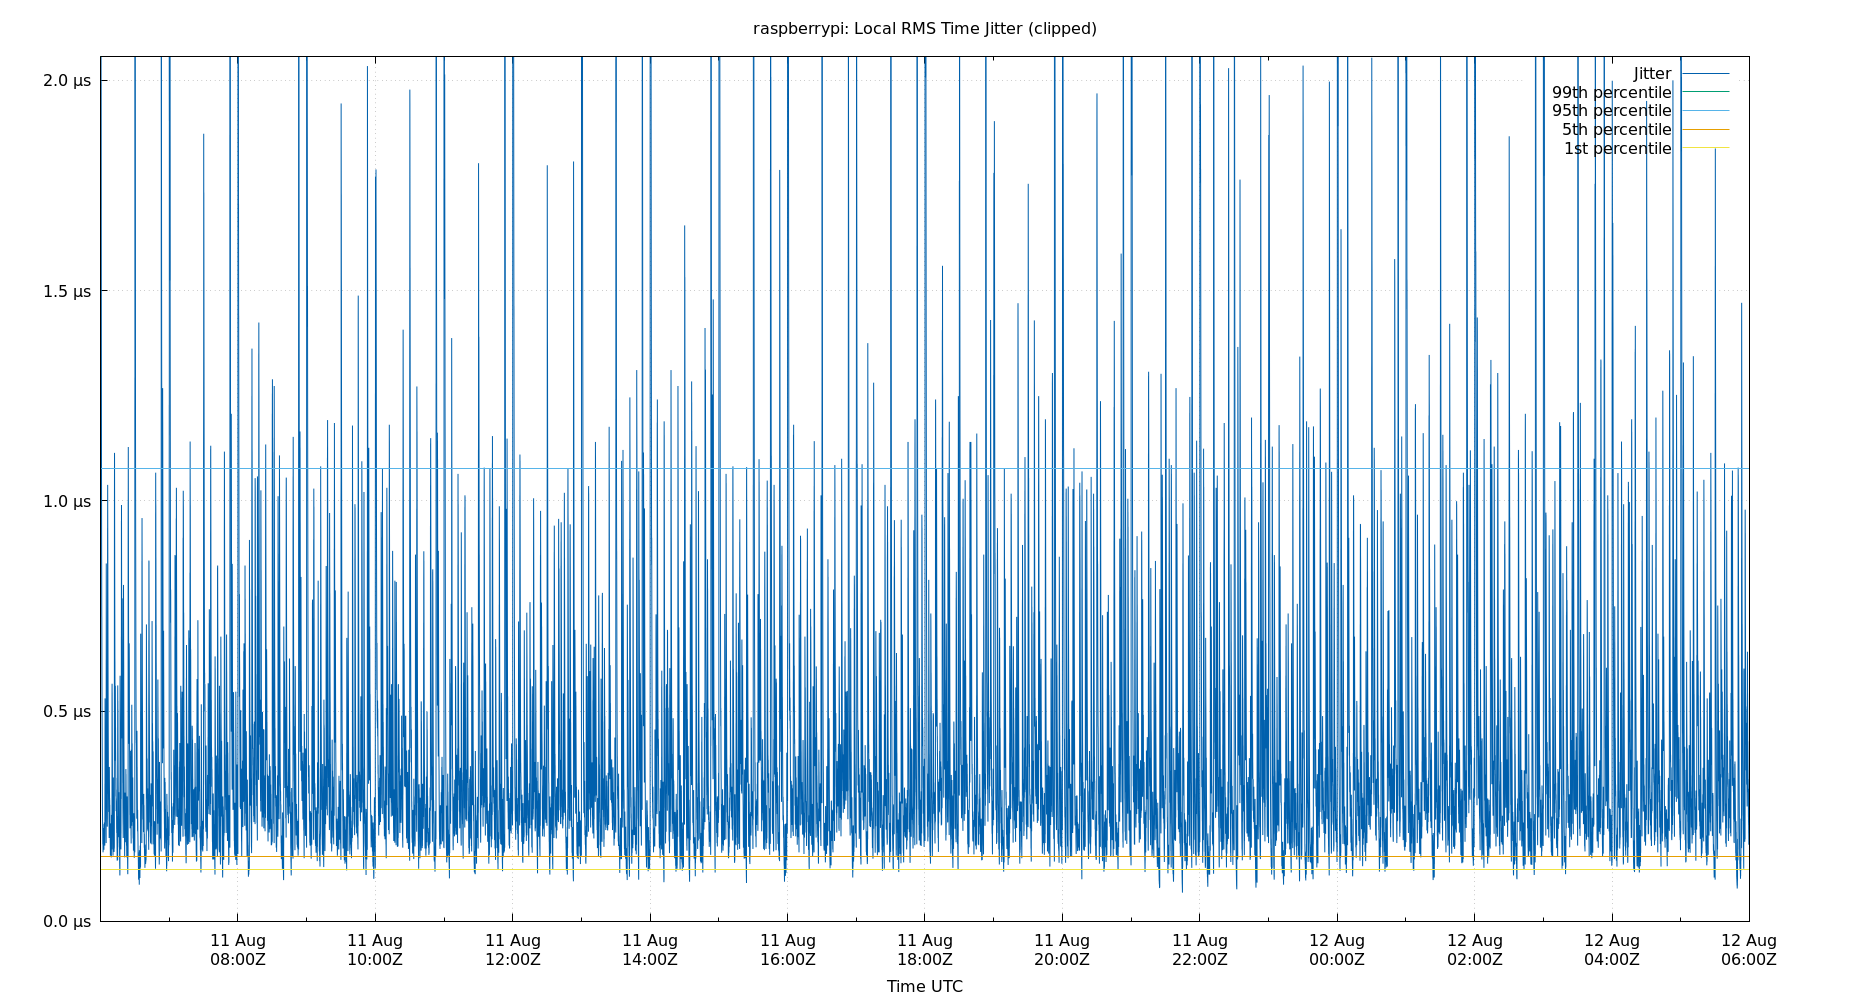 raspberrypi: Local RMS Time Jitter (clipped)
2.0 µs
1.5 µs
1.0 µs
0.5 µs
0.0 µs
Jitter
99th percentile
95th percentile
5th percentile
1st percentile
11 Aug 11 Aug 11 Aug 11 Aug 11 Aug 11 Aug 11 Aug 11 Aug 12 Aug 12 Aug 12 Aug 12 Aug
08:00Z 10:00Z 12:00Z 14:00Z 16:00Z 18:00Z 20:00Z 22:00Z 00:00Z 02:00Z 04:00Z 06:00Z
Time UTC